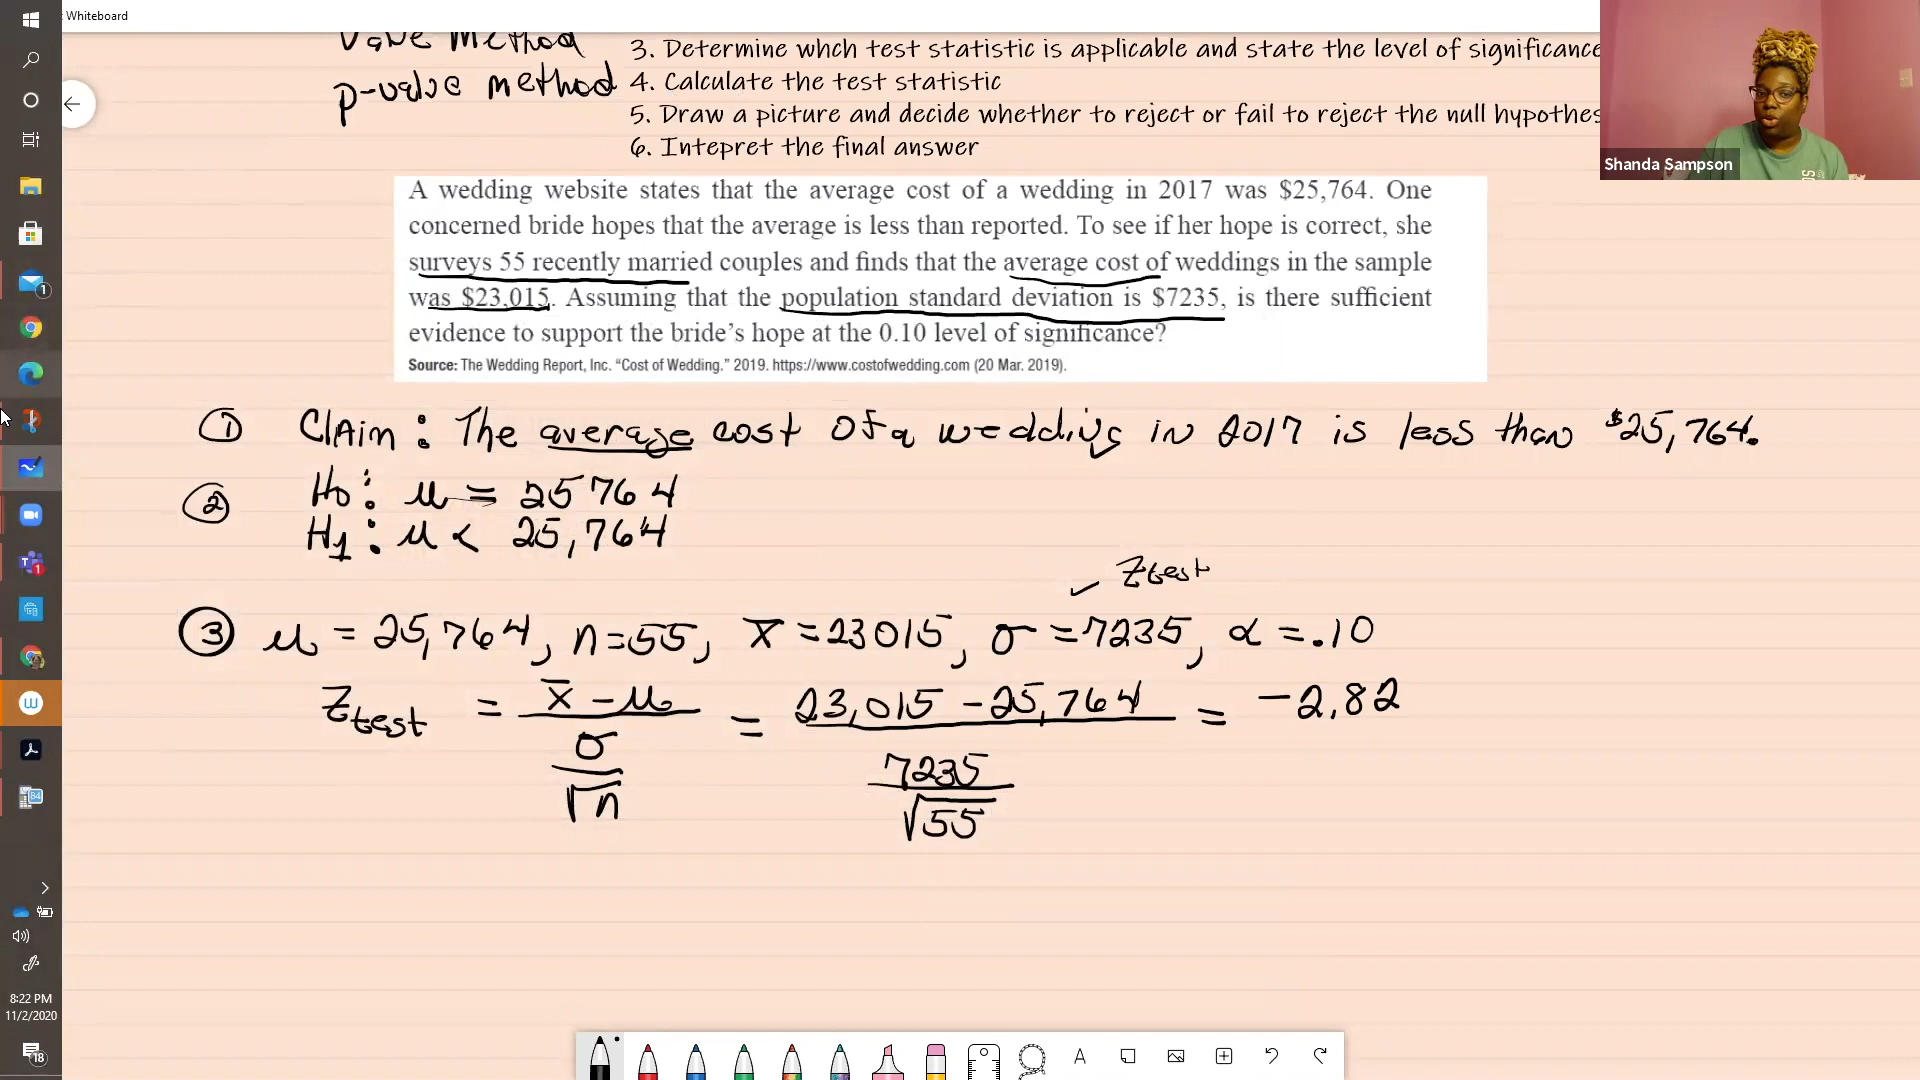 Whiteboard
Value Method
p-value method
3. Determine whch test statistic is applicable and state the level of significance
4. Calculate the test statistic
5. Draw a picture and decide whether to reject or fail to reject the null hypothes
6. Intepret the final answer
Shanda Sampson
A wedding website states that the average cost of a wedding in 2017 was $25,764. One
concerned bride hopes that the average is less than reported. To see if her hope is correct, she
surveys 55 recently married couples and finds that the average cost of weddings in the sample
was $23,015. Assuming that the population standard deviation is $7235, is there sufficient
evidence to support the bride's hope at the 0.10 level of significance?
Source: The Wedding Report, Inc. “Cost of Wedding.” 2019. https://www.costofwedding.com (20 Mar. 2019).
① Claim: The average cost of a wedding in 2017 is less than $25,764.
② H₀: μ = 25764
H₁: μ < 25,764
✓ Ztest
③ μ = 25,764, n=55, x̄ = 23015, σ = 7235, α = .10
Ztest = x̄ - μ = 23,015 - 25,764 = -2.82
σ 7235
√n √55
8:22 PM
11/2/2020
18